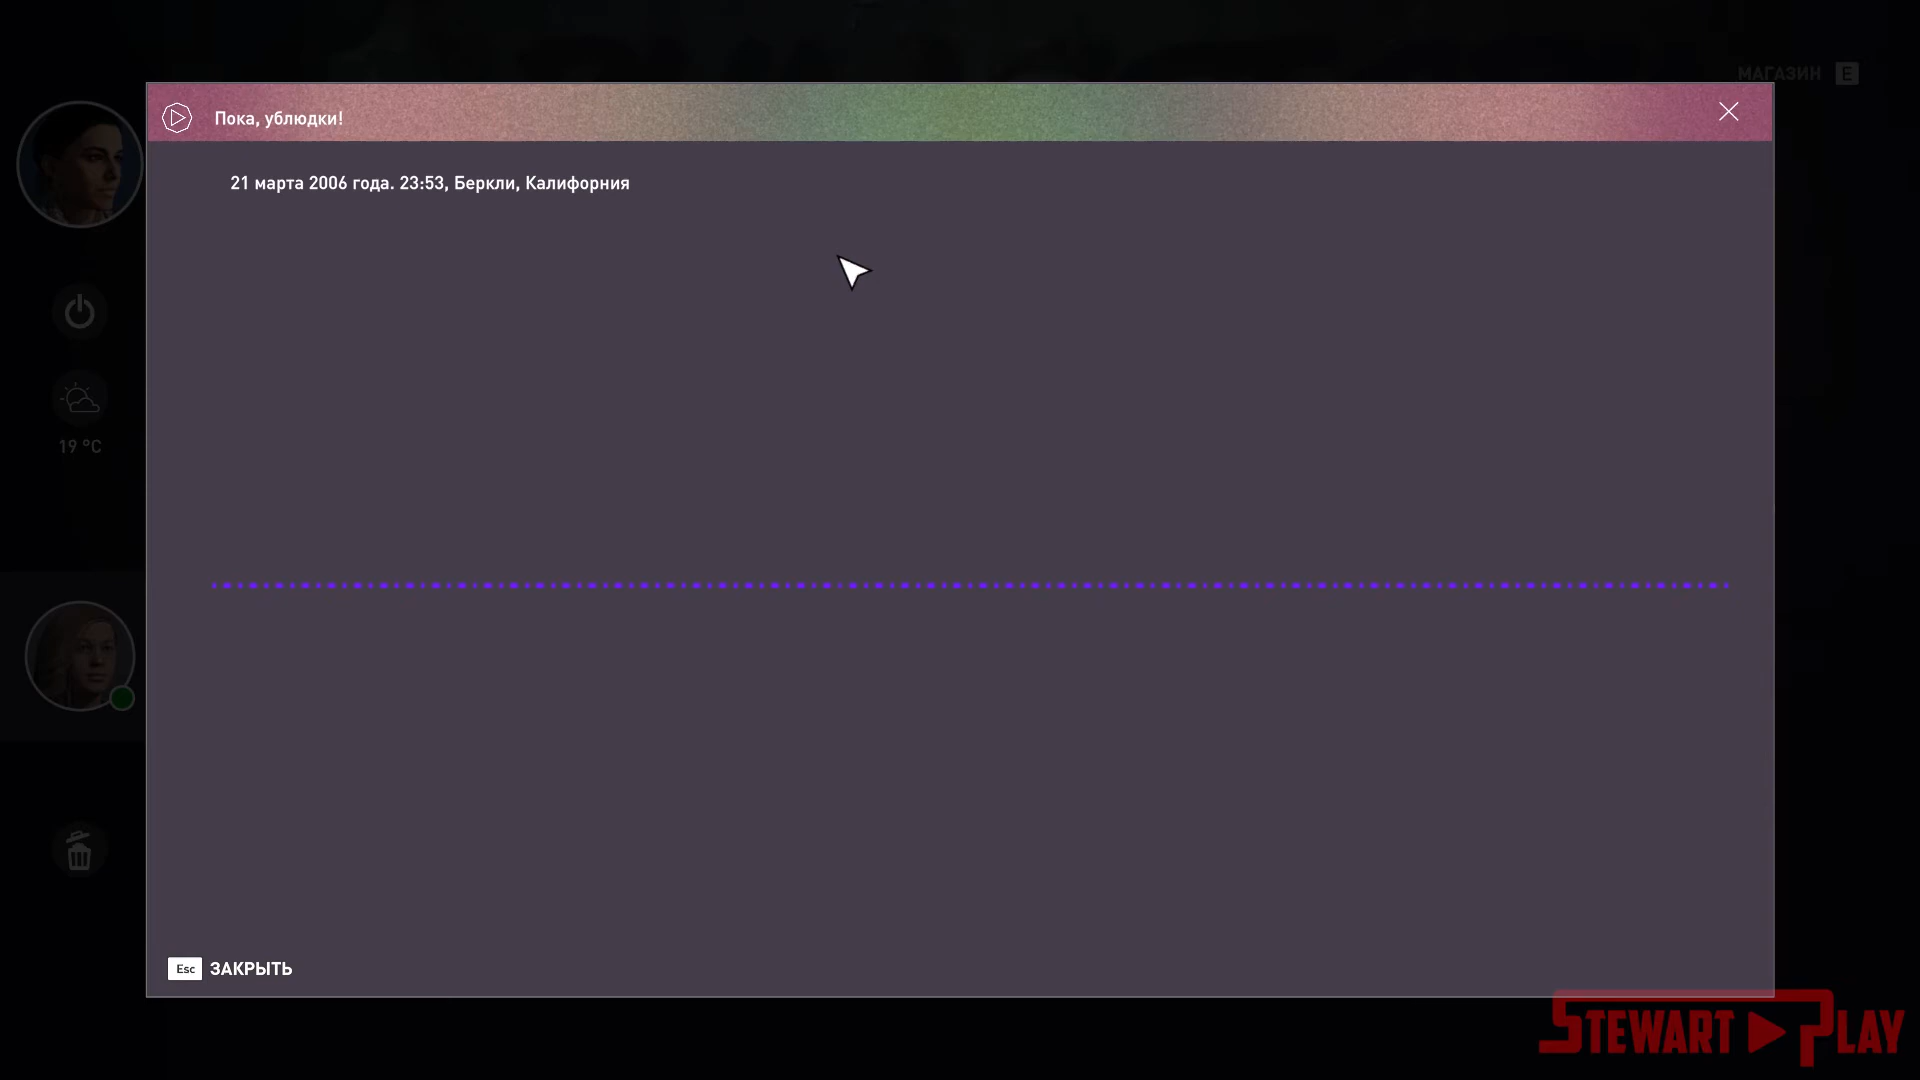 МАГАЗИН E
Пока, ублюдки!
21 марта 2006 года. 23:53, Беркли, Калифорния
19 °C
Esc ЗАКРЫТЬ
STEWART PLAY